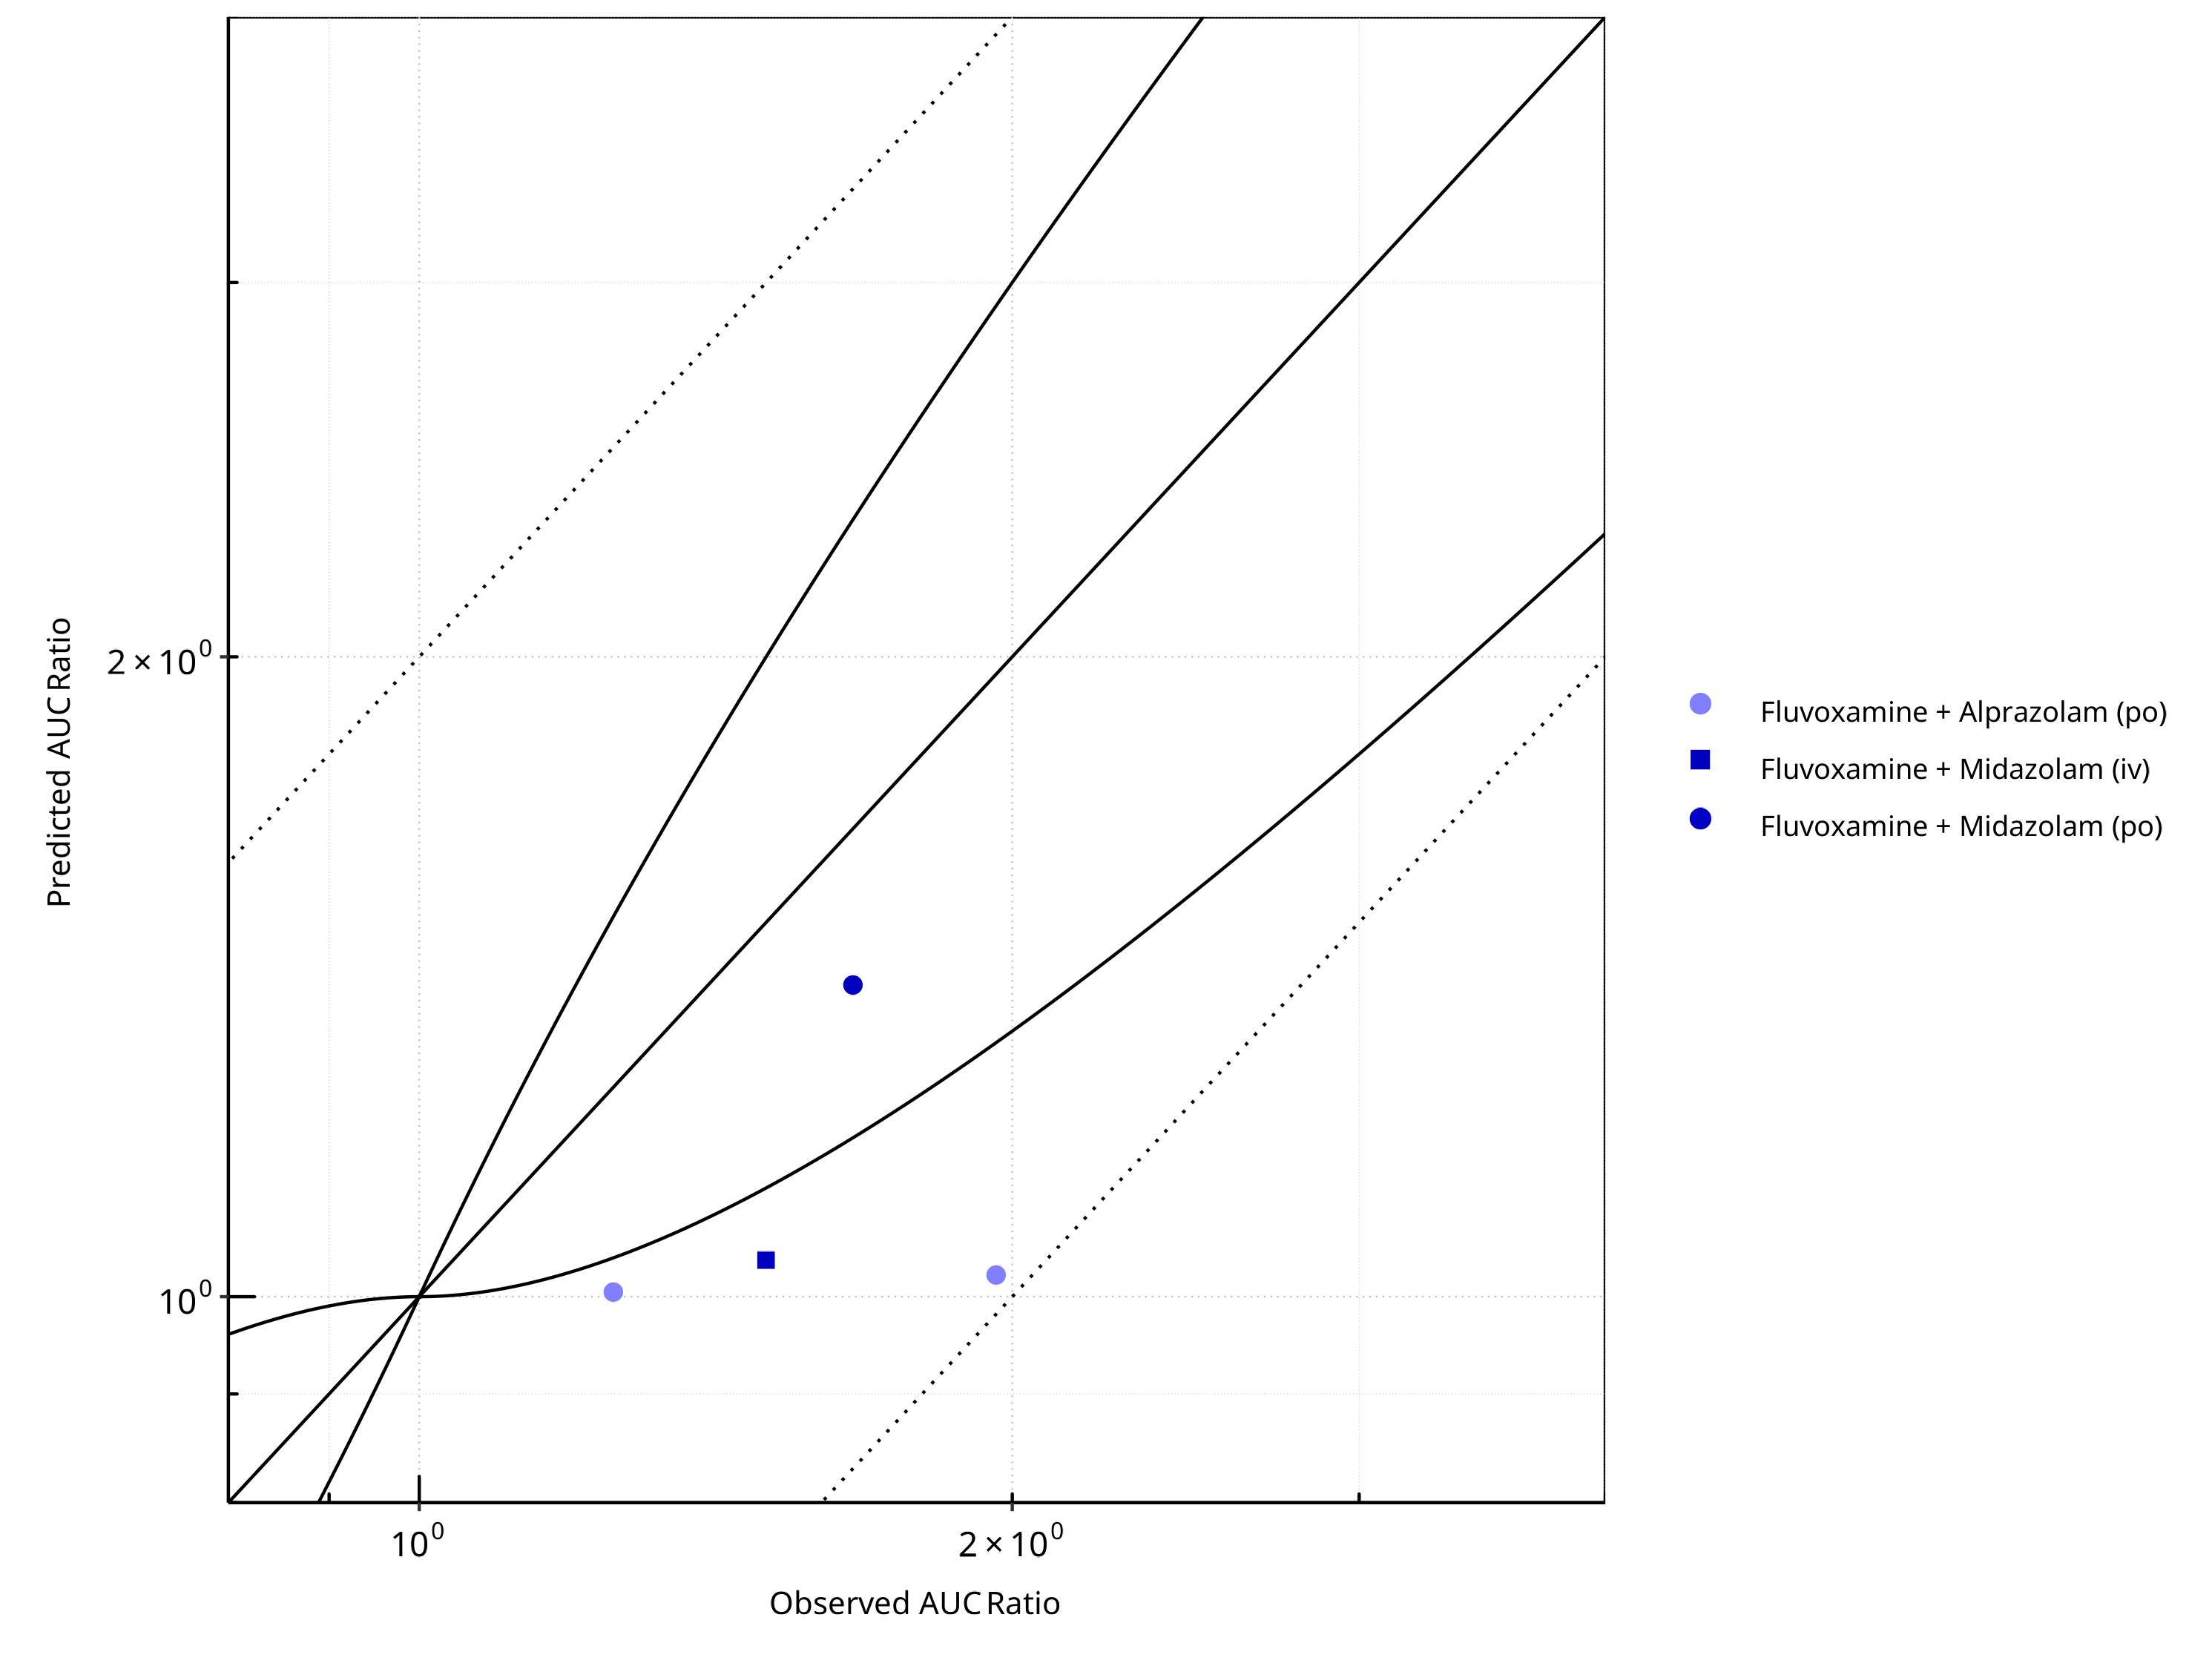 Predicted AUC Ratio
2 × 10⁰
10⁰
10⁰
2 × 10⁰
Observed AUC Ratio
Fluvoxamine + Alprazolam (po)
Fluvoxamine + Midazolam (iv)
Fluvoxamine + Midazolam (po)